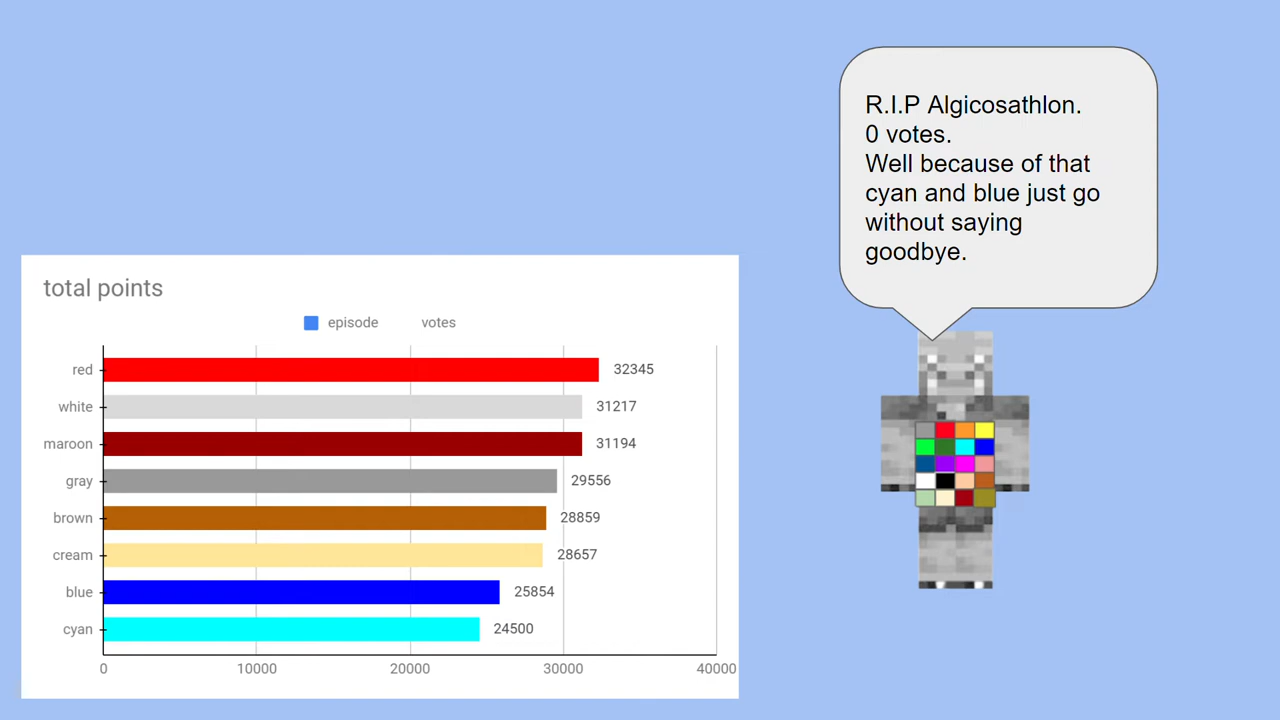 R.I.P Algicosathlon.
0 votes.
Well because of that
cyan and blue just go
without saying
goodbye.
total points
episode votes
red 32345
white 31217
maroon 31194
gray 29556
brown 28859
cream 28657
blue 25854
cyan 24500
0 10000 20000 30000 40000